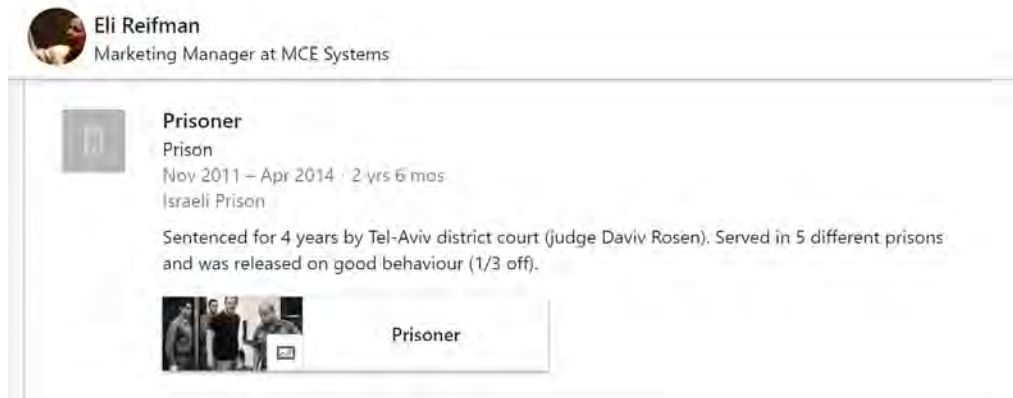 Eli Reifman
Marketing Manager at MCE Systems
Prisoner
Prison
Nov 2011 – Apr 2014 · 2 yrs 6 mos
Israeli Prison
Sentenced for 4 years by Tel-Aviv district court (judge Daviv Rosen). Served in 5 different prisons
and was released on good behaviour (1/3 off).
Prisoner